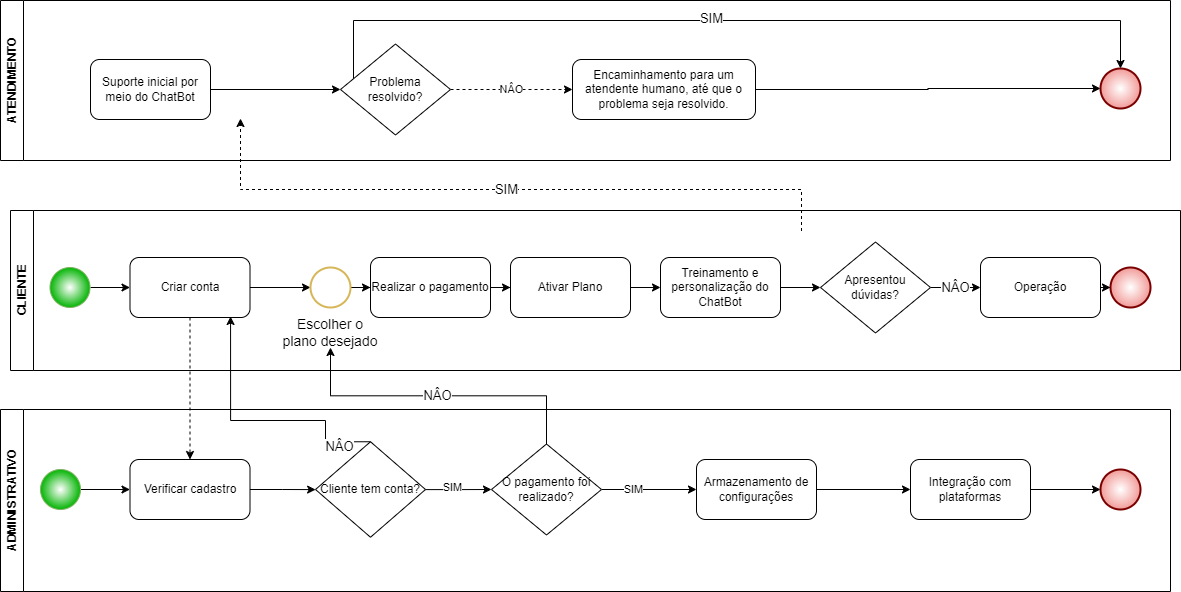 ATENDIMENTO
SIM
Suporte inicial por
meio do ChatBot
Problema
resolvido?
NÃO
Encaminhamento para um
atendente humano, até que o
problema seja resolvido.
SIM
CLIENTE
Criar conta
Escolher o
plano desejado
Realizar o pagamento
Ativar Plano
Treinamento e
personalização do
ChatBot
Apresentou
dúvidas?
NÃO
Operação
NÃO
ADMINISTRATIVO
Verificar cadastro
NÃO
Cliente tem conta?
SIM
O pagamento foi
realizado?
SIM
Armazenamento de
configurações
Integração com
plataformas